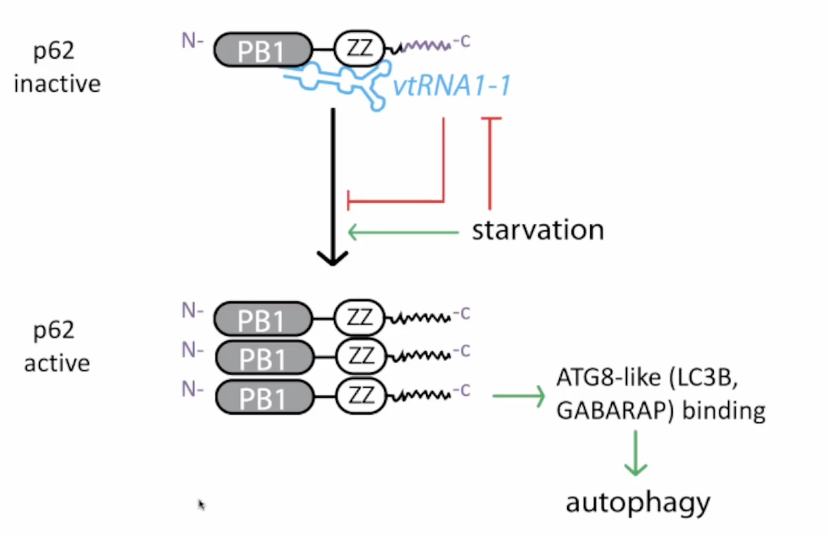 N- PB1 ZZ -c
p62
inactive
vtRNA1-1
starvation
N- PB1 ZZ -c
p62
active
N- PB1 ZZ -c
N- PB1 ZZ -c
ATG8-like (LC3B,
GABARAP) binding
autophagy